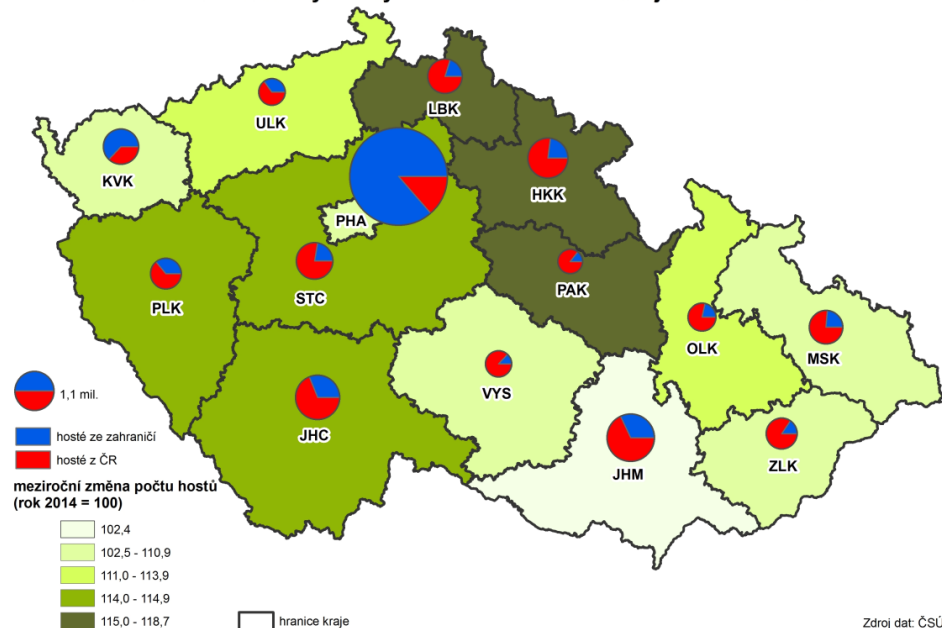 LBK
ULK
HKK
KVK
PHA
PAK
STC
PLK
OLK
MSK
VYS
JHC
ZLK
JHM
1,1 mil.
hosté ze zahraničí
hosté z ČR
meziroční změna počtu hostů
(rok 2014 = 100)
102,4
102,5 - 110,9
111,0 - 113,9
114,0 - 114,9
115,0 - 118,7
hranice kraje
Zdroj dat: ČSÚ